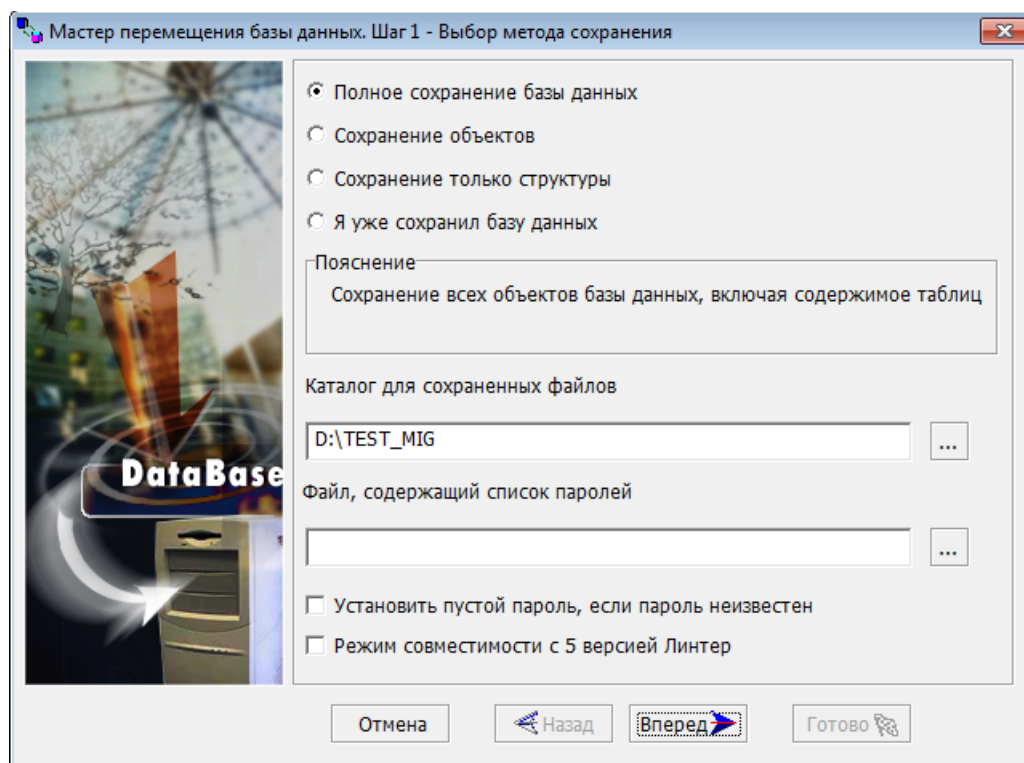 Мастер перемещения базы данных. Шаг 1 - Выбор метода сохранения
Полное сохранение базы данных
Сохранение объектов
Сохранение только структуры
Я уже сохранил базу данных
Пояснение
Сохранение всех объектов базы данных, включая содержимое таблиц
Каталог для сохраненных файлов
D:\TEST_MIG
...
DataBase
Файл, содержащий список паролей
...
Установить пустой пароль, если пароль неизвестен
Режим совместимости с 5 версией Линтер
Отмена Назад Вперед Готово